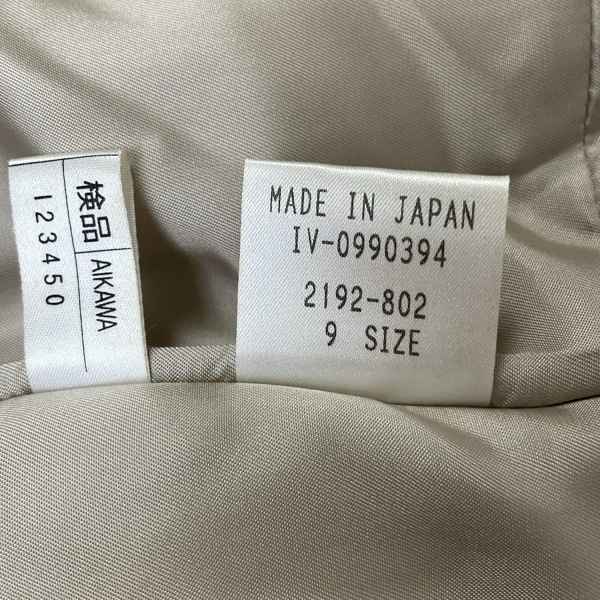 検品 AIKAWA
123450
MADE IN JAPAN
IV-0990394
2192-802
9 SIZE